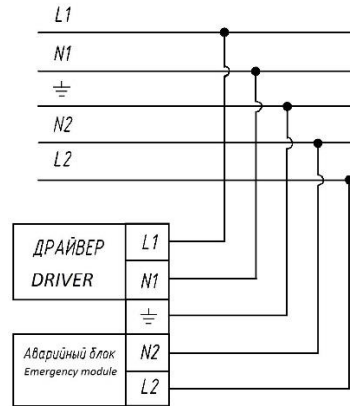 L1
N1
N2
L2
ДРАЙВЕР
DRIVER
L1
N1
Аварийный блок
Emergency module
N2
L2